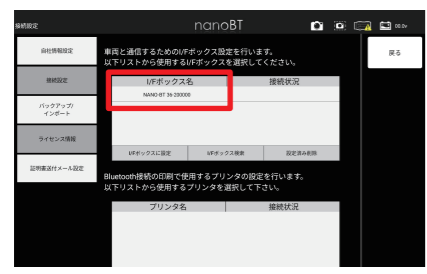 接続設定
nanoBT
自社情報設定
車両と通信するためのI/Fボックス設定を行います。
以下リストから使用するI/Fボックスを選択してください。
戻る
接続設定
I/Fボックス名
接続状況
NANO-BT 36-200008
バックアップ/
インポート
ライセンス情報
I/Fボックスに設定
I/Fボックス検索
設定済み削除
証明書送付メール設定
Bluetooth接続の印刷で使用するプリンタの設定を行います。
以下リストから使用するプリンタを選択して下さい。
プリンタ名
接続状況